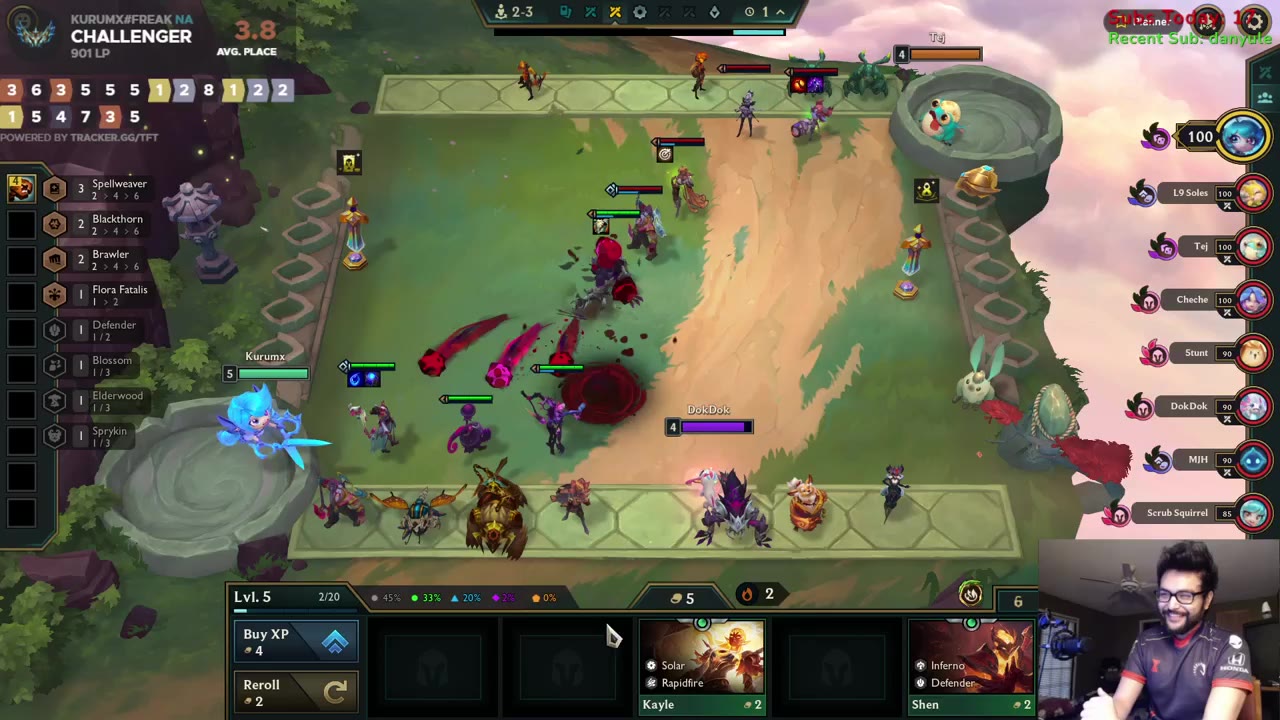 KURUMX#FREAK NA
CHALLENGER
901 LP
3.8
AVG. PLACE
3 6 3 5 5 5 1 2 8 1 2 2
1 5 4 7 3 5
POWERED BY TRACKER.GG/TFT
2-3
1
Subs Today: 1
Recent Sub: danyule
Tej
4
100
L9 Soles 100
Tej 100
Cheche 100
Stunt 90
DokDok 90
MJH 90
Scrub Squirrel 85
4
3 Spellweaver
2 > 4 > 6
2 Blackthorn
2 > 4 > 6
2 Brawler
2 > 4 > 6
1 Flora Fatalis
1 > 2
1 Defender
1 / 2
1 Blossom
1 / 3
1 Elderwood
1 / 3
1 Sprykin
1 / 3
Kurumx
5
DokDok
4
Lvl. 5
2/20
45% 33% 20% 2% 0%
5
2
6
Buy XP
4
Reroll
2
Solar
Rapidfire
Kayle 2
Inferno
Defender
Shen 2
HONDA